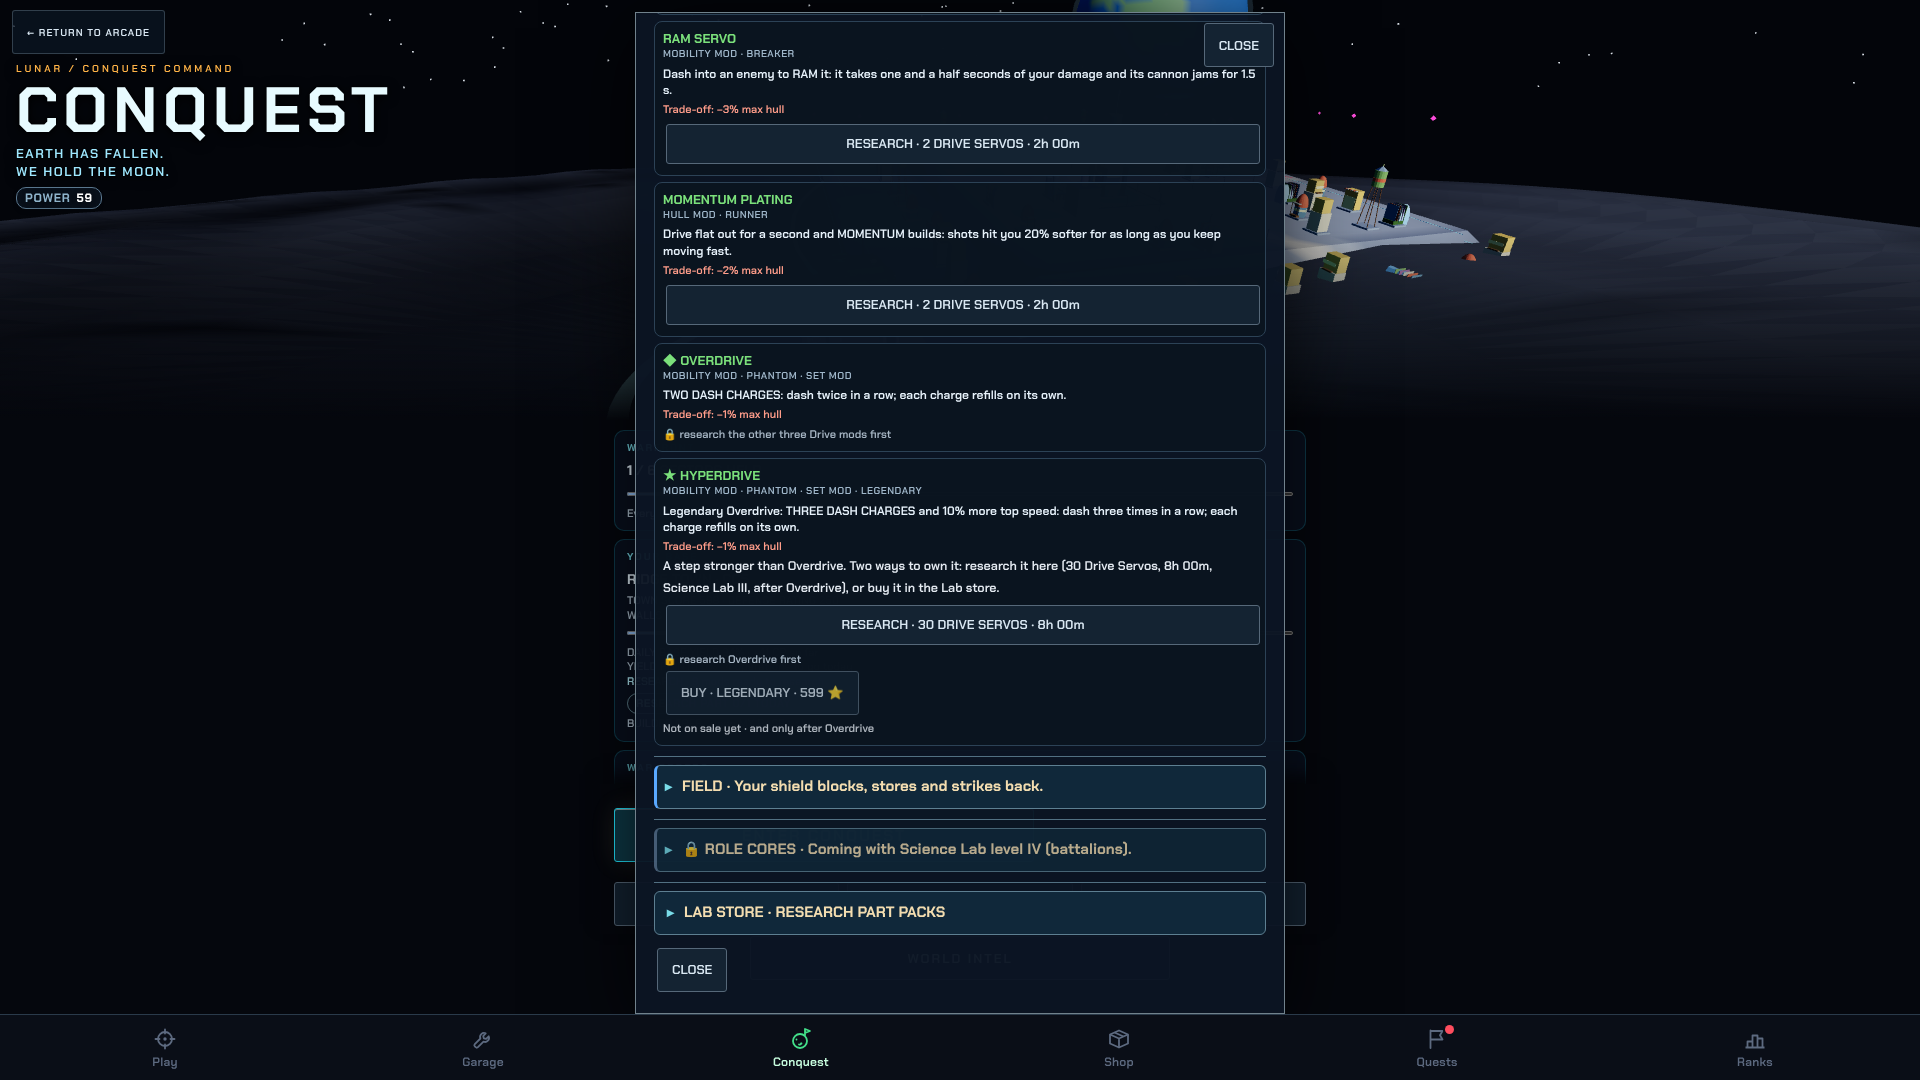 ← RETURN TO ARCADE
LUNAR / CONQUEST COMMAND
CONQUEST
EARTH HAS FALLEN.
WE HOLD THE MOON.
POWER 59
CLOSE
RAM SERVO
MOBILITY MOD · BREAKER
Dash into an enemy to RAM it: it takes one and a half seconds of your damage and its cannon jams for 1.5
s.
Trade-off: −3% max hull
RESEARCH · 2 DRIVE SERVOS · 2h 00m
MOMENTUM PLATING
HULL MOD · RUNNER
Drive flat out for a second and MOMENTUM builds: shots hit you 20% softer for as long as you keep
moving fast.
Trade-off: −2% max hull
RESEARCH · 2 DRIVE SERVOS · 2h 00m
◆ OVERDRIVE
MOBILITY MOD · PHANTOM · SET MOD
TWO DASH CHARGES: dash twice in a row; each charge refills on its own.
Trade-off: −1% max hull
🔒 research the other three Drive mods first
★ HYPERDRIVE
MOBILITY MOD · PHANTOM · SET MOD · LEGENDARY
Legendary Overdrive: THREE DASH CHARGES and 10% more top speed: dash three times in a row; each
charge refills on its own.
Trade-off: −1% max hull
A step stronger than Overdrive. Two ways to own it: research it here (30 Drive Servos, 8h 00m,
Science Lab III, after Overdrive), or buy it in the Lab store.
RESEARCH · 30 DRIVE SERVOS · 8h 00m
🔒 research Overdrive first
BUY · LEGENDARY · 599 ⭐
Not on sale yet · and only after Overdrive
▸ FIELD · Your shield blocks, stores and strikes back.
▸ 🔒 ROLE CORES · Coming with Science Lab level IV (battalions).
▸ LAB STORE · RESEARCH PART PACKS
WORLD INTEL
CLOSE
Play
Garage
Conquest
Shop
Quests
Ranks